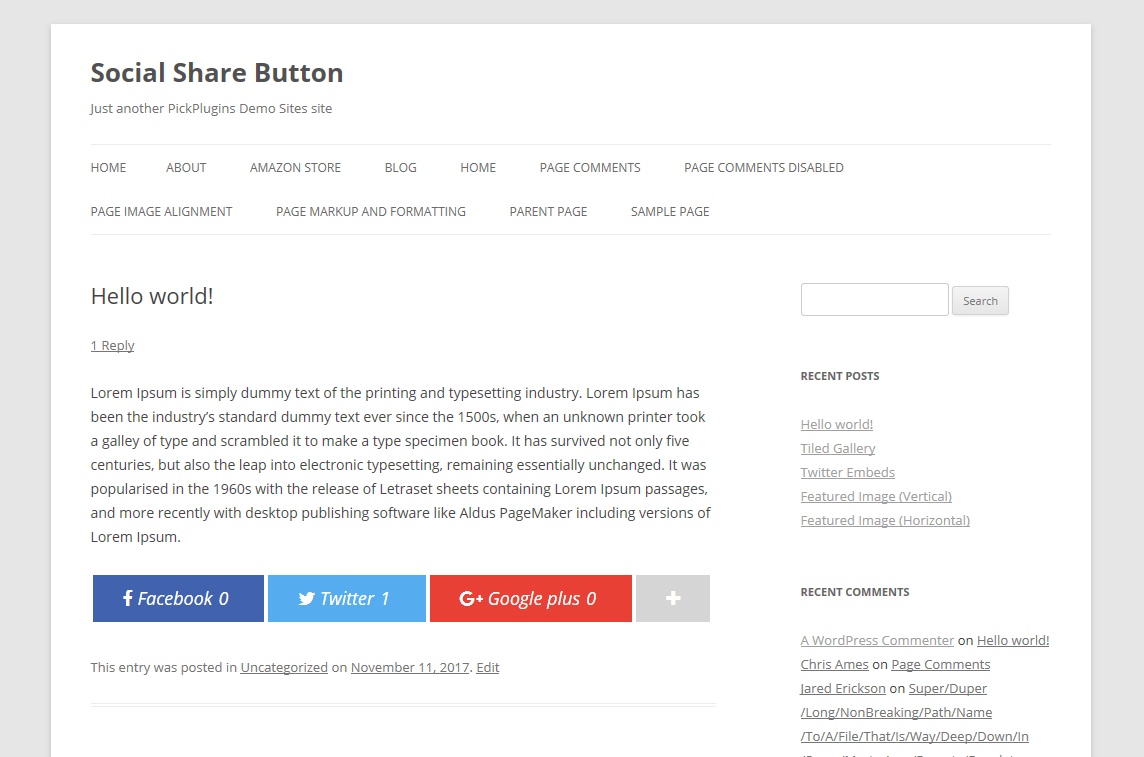 Social Share Button
Just another PickPlugins Demo Sites site
HOME ABOUT AMAZON STORE BLOG HOME PAGE COMMENTS PAGE COMMENTS DISABLED
PAGE IMAGE ALIGNMENT PAGE MARKUP AND FORMATTING PARENT PAGE SAMPLE PAGE
Hello world!
1 Reply
Lorem Ipsum is simply dummy text of the printing and typesetting industry. Lorem Ipsum has
been the industry’s standard dummy text ever since the 1500s, when an unknown printer took
a galley of type and scrambled it to make a type specimen book. It has survived not only five
centuries, but also the leap into electronic typesetting, remaining essentially unchanged. It was
popularised in the 1960s with the release of Letraset sheets containing Lorem Ipsum passages,
and more recently with desktop publishing software like Aldus PageMaker including versions of
Lorem Ipsum.
Facebook 0 Twitter 1 Google plus 0
This entry was posted in Uncategorized on November 11, 2017. Edit
Search
RECENT POSTS
Hello world!
Tiled Gallery
Twitter Embeds
Featured Image (Vertical)
Featured Image (Horizontal)
RECENT COMMENTS
A WordPress Commenter on Hello world!
Chris Ames on Page Comments
Jared Erickson on Super/Duper
/Long/NonBreaking/Path/Name
/To/A/File/That/Is/Way/Deep/Down/In